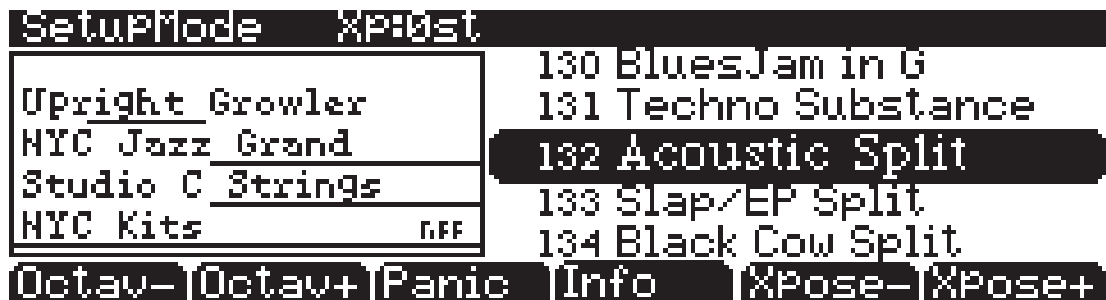 SetupMode Xp:0st
Upright Growler
NYC Jazz Grand
Studio C Strings
NYC Kits OFF
130 BluesJam in G
131 Techno Substance
132 Acoustic Split
133 Slap/EP Split
134 Black Cow Split
Octav- Octav+ Panic Info Xpose- Xpose+